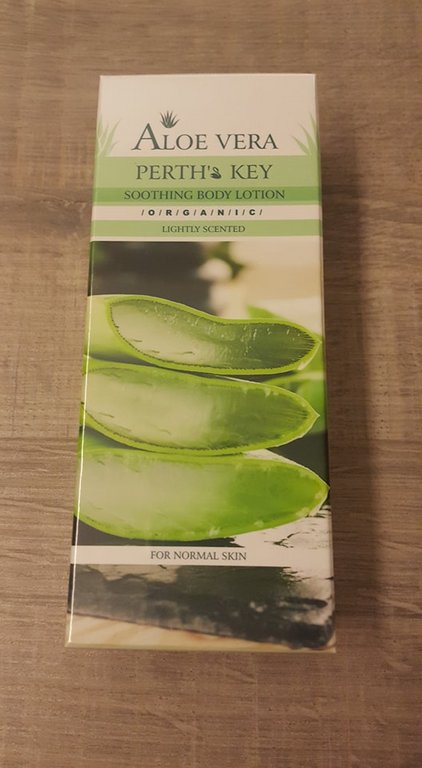 ALOE VERA
PERTH'S KEY
SOOTHING BODY LOTION
/O/R/G/A/N/I/C/
LIGHTLY SCENTED
FOR NORMAL SKIN